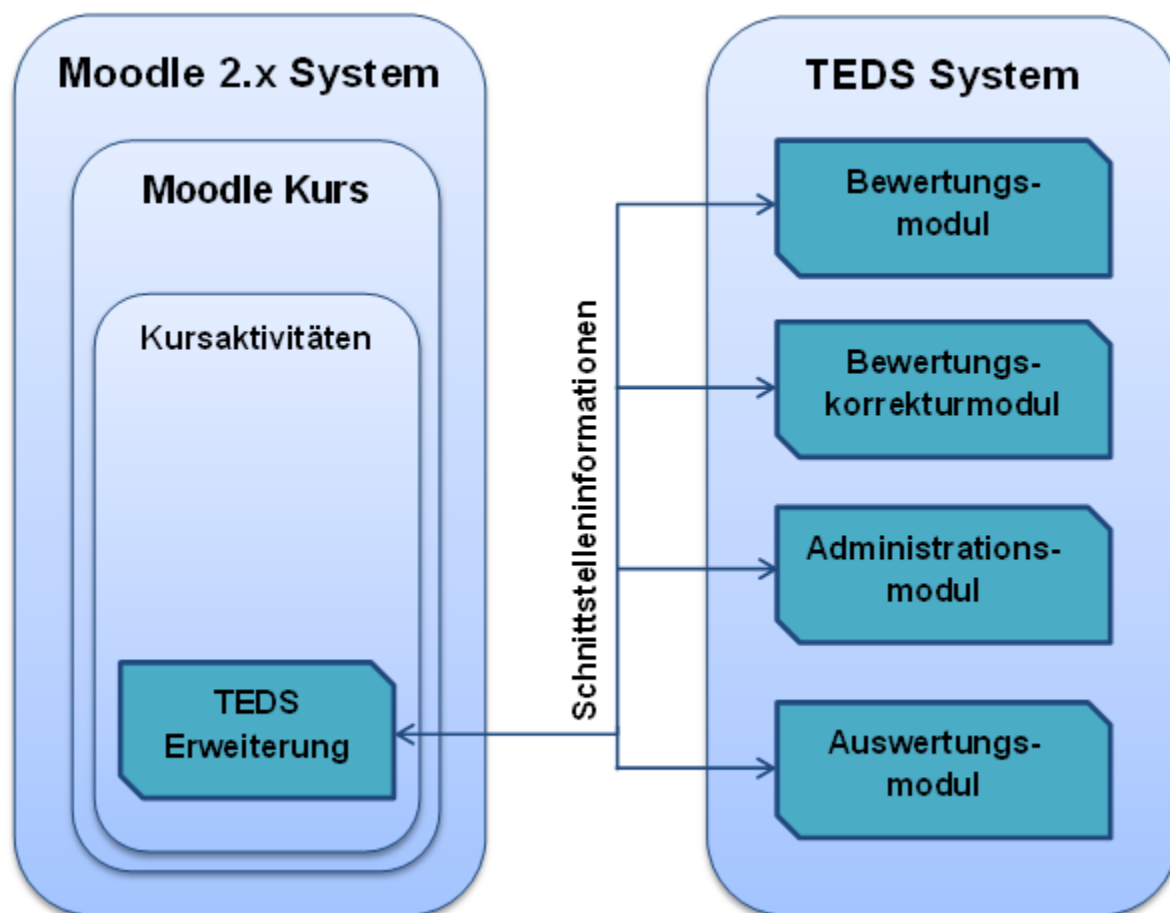 Moodle 2.x System
Moodle Kurs
Kursaktivitäten
TEDS
Erweiterung
Schnittstelleninformationen
TEDS System
Bewertungs-
modul
Bewertungs-
korrekturmodul
Administrations-
modul
Auswertungs-
modul